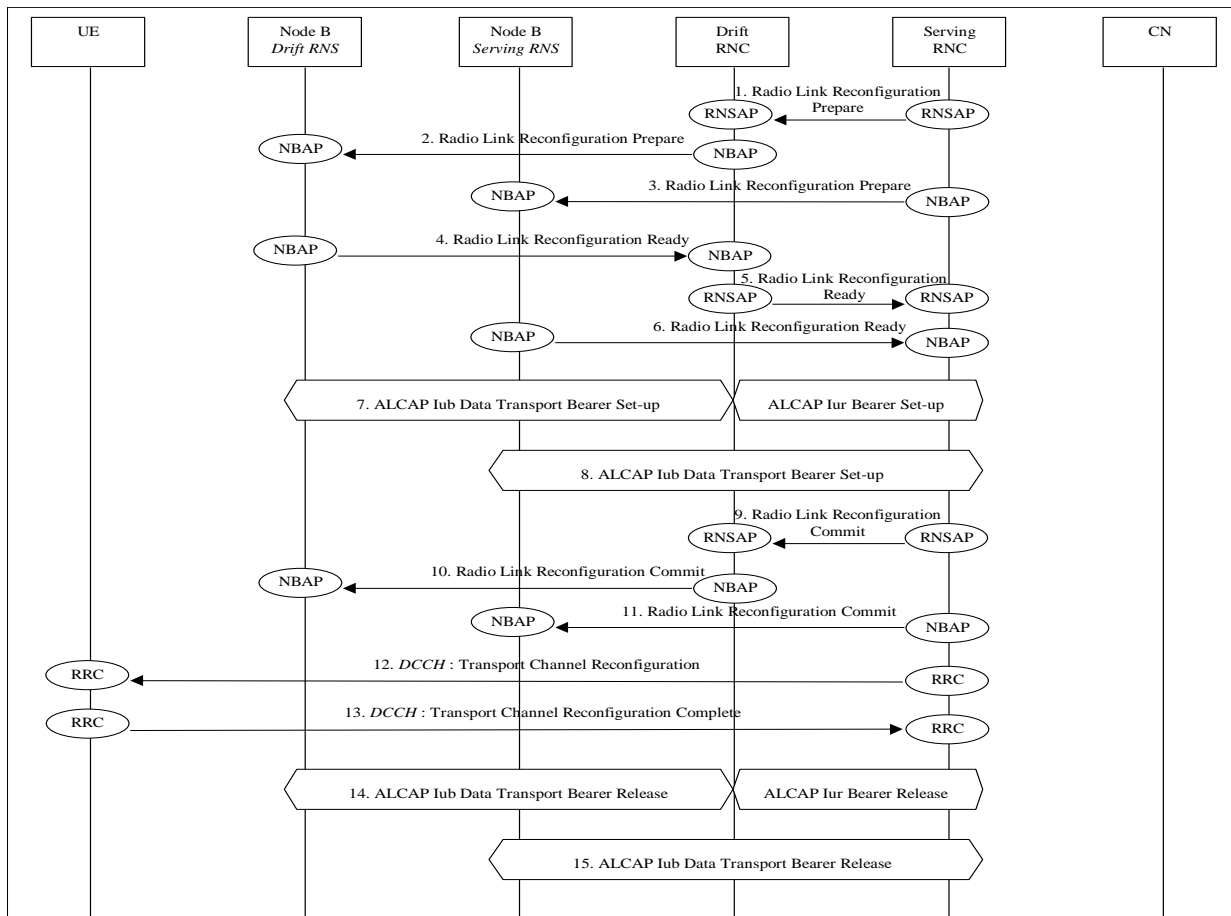 UE
Node B
Drift RNS
Node B
Serving RNS
Drift
RNC
Serving
RNC
CN
1. Radio Link Reconfiguration
Prepare
RNSAP
RNSAP
2. Radio Link Reconfiguration Prepare
NBAP
NBAP
3. Radio Link Reconfiguration Prepare
NBAP
NBAP
4. Radio Link Reconfiguration Ready
NBAP
NBAP
5. Radio Link Reconfiguration
Ready
RNSAP
RNSAP
6. Radio Link Reconfiguration Ready
NBAP
NBAP
7. ALCAP Iub Data Transport Bearer Set-up
ALCAP Iur Bearer Set-up
8. ALCAP Iub Data Transport Bearer Set-up
9. Radio Link Reconfiguration
Commit
RNSAP
RNSAP
10. Radio Link Reconfiguration Commit
NBAP
NBAP
11. Radio Link Reconfiguration Commit
NBAP
NBAP
12. DCCH : Transport Channel Reconfiguration
RRC
RRC
13. DCCH : Transport Channel Reconfiguration Complete
RRC
RRC
14. ALCAP Iub Data Transport Bearer Release
ALCAP Iur Bearer Release
15. ALCAP Iub Data Transport Bearer Release